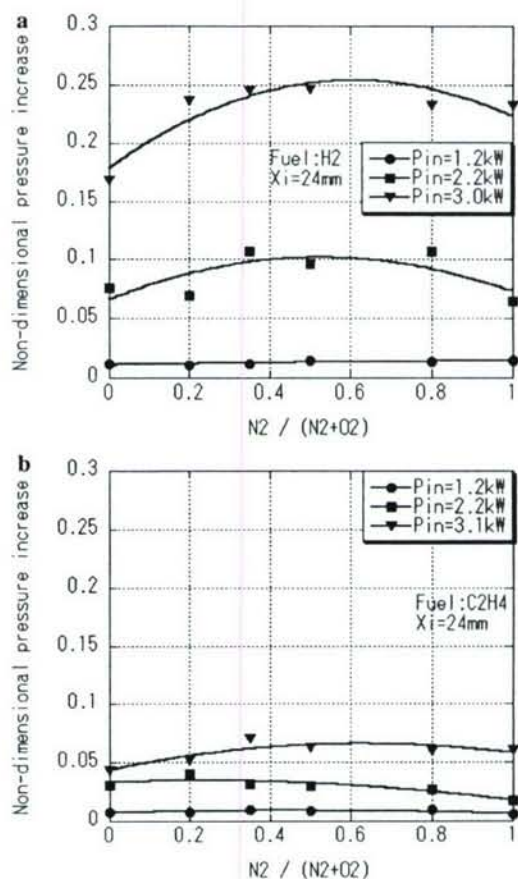 a
0.3
0.25
0.2
0.15
0.1
0.05
0
Non-dimensional pressure increase
Fuel:H2
Xi=24mm
Pin=1.2kW
Pin=2.2kW
Pin=3.0kW
0 0.2 0.4 0.6 0.8 1
N2 / (N2+O2)
b
0.3
0.25
0.2
0.15
0.1
0.05
0
Non-dimensional pressure increase
Pin=1.2kW
Pin=2.2kW
Pin=3.1kW
Fuel:C2H4
Xi=24mm
0 0.2 0.4 0.6 0.8 1
N2 / (N2+O2)